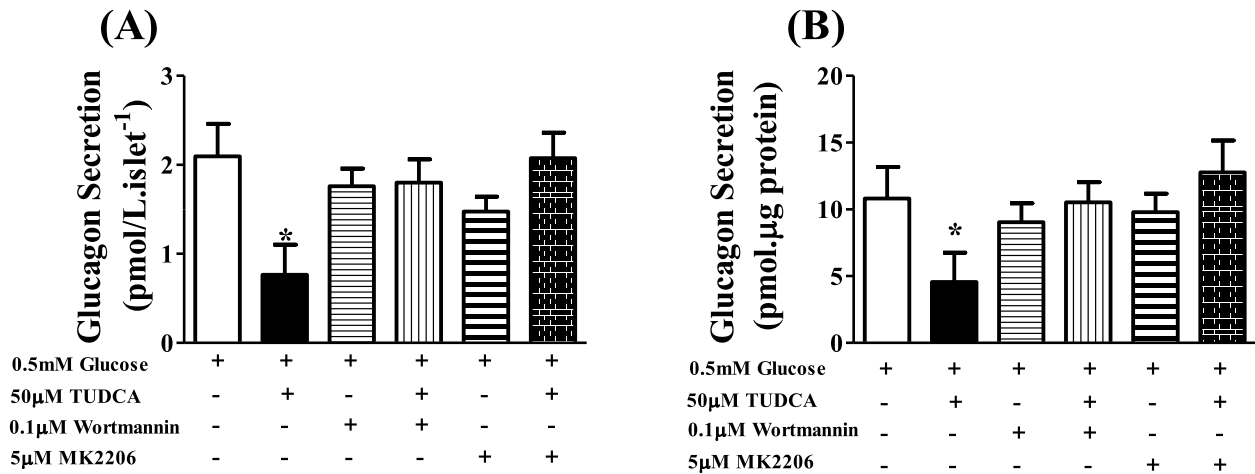 (A)
Glucagon Secretion
(pmol/L.islet⁻¹)
3
2
1
0
*
0.5mM Glucose + + + + + +
50μM TUDCA - + - + - +
0.1μM Wortmannin - - + + - -
5μM MK2206 - - - - + +
(B)
Glucagon Secretion
(pmol.μg protein)
20
15
10
5
0
*
0.5mM Glucose + + + + + +
50μM TUDCA - + - + - +
0.1μM Wortmannin - - + + - -
5μM MK2206 - - - - + +